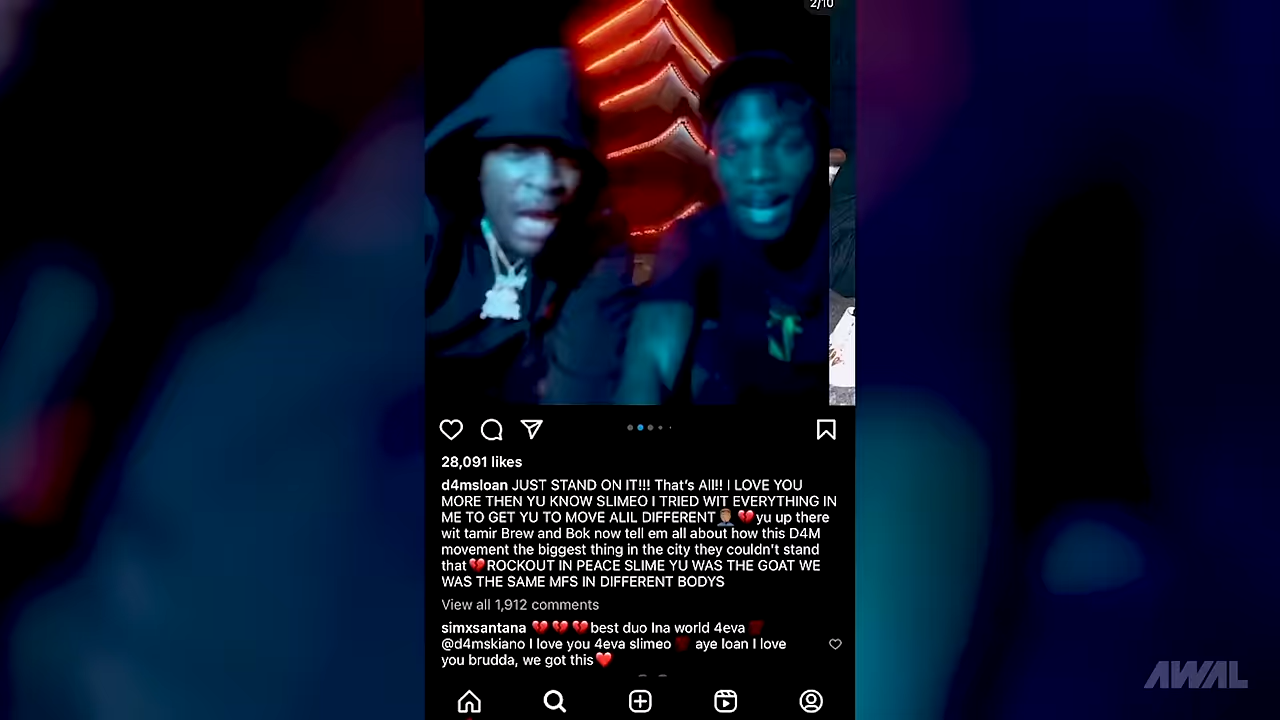 2/10
28,091 likes
d4msloan JUST STAND ON IT!!! That's All!! I LOVE YOU
MORE THEN YU KNOW SLIMEO I TRIED WIT EVERYTHING IN
ME TO GET YU TO MOVE ALIL DIFFERENT🤦🏽‍♂️💔yu up there
wit tamir Brew and Bok now tell em all about how this D4M
movement the biggest thing in the city they couldn't stand
that💔ROCKOUT IN PEACE SLIME YU WAS THE GOAT WE
WAS THE SAME MFS IN DIFFERENT BODYS
View all 1,912 comments
simxsantana 💔💔💔best duo Ina world 4eva
@d4mskiano I love you 4eva slimeo aye loan I love
you brudda, we got this❤️
AWAL